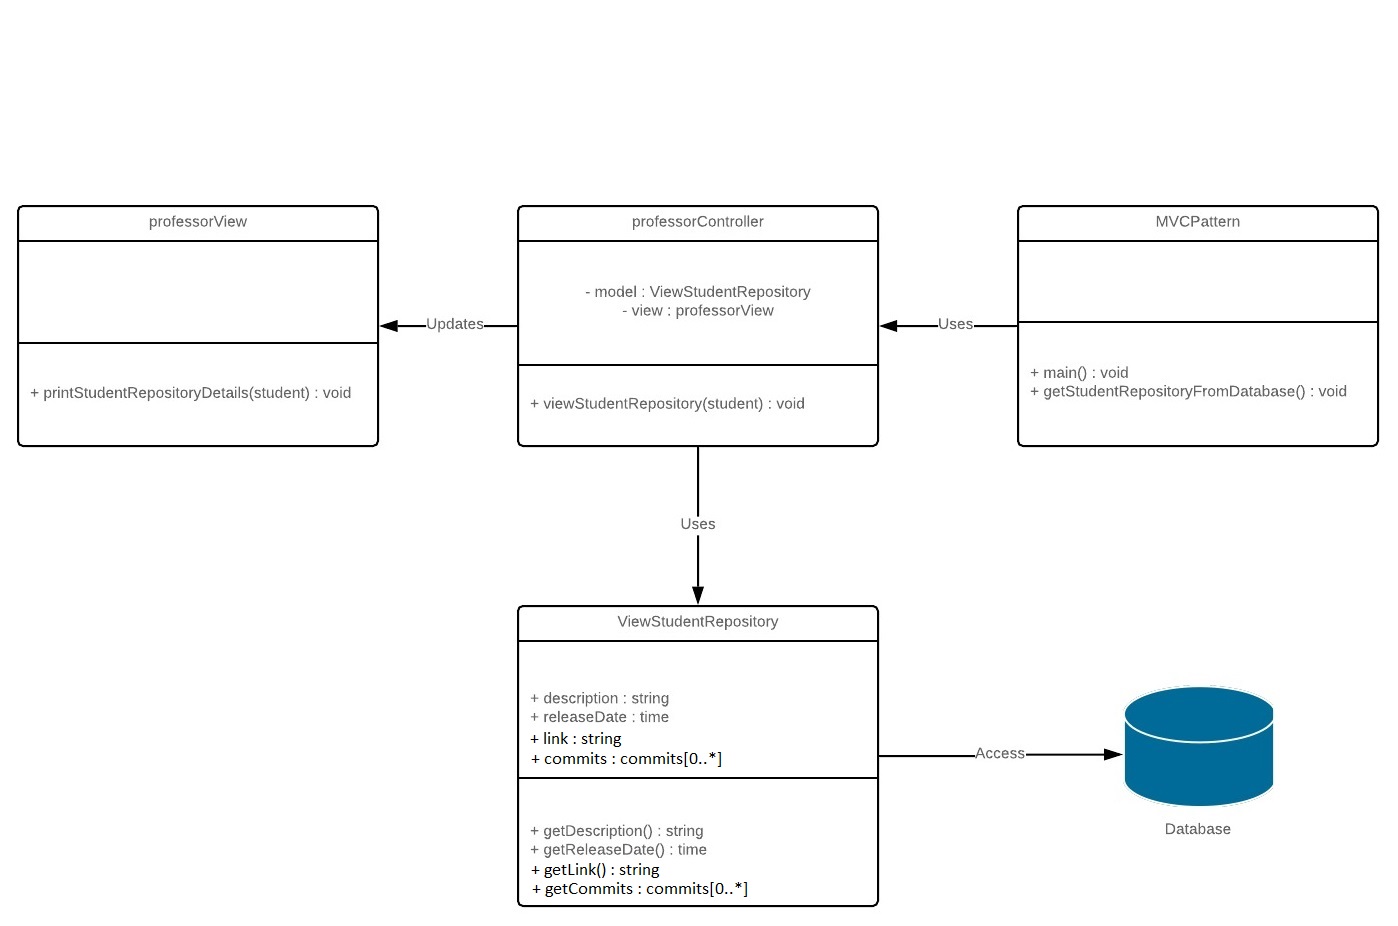 professorView
+ printStudentRepositoryDetails(student) : void
Updates
professorController
- model : ViewStudentRepository
- view : professorView
+ viewStudentRepository(student) : void
Uses
MVCPattern
+ main() : void
+ getStudentRepositoryFromDatabase() : void
Uses
ViewStudentRepository
+ description : string
+ releaseDate : time
+ link : string
+ commits : commits[0..*]
+ getDescription() : string
+ getReleaseDate() : time
+ getLink() : string
+ getCommits : commits[0..*]
Access
Database